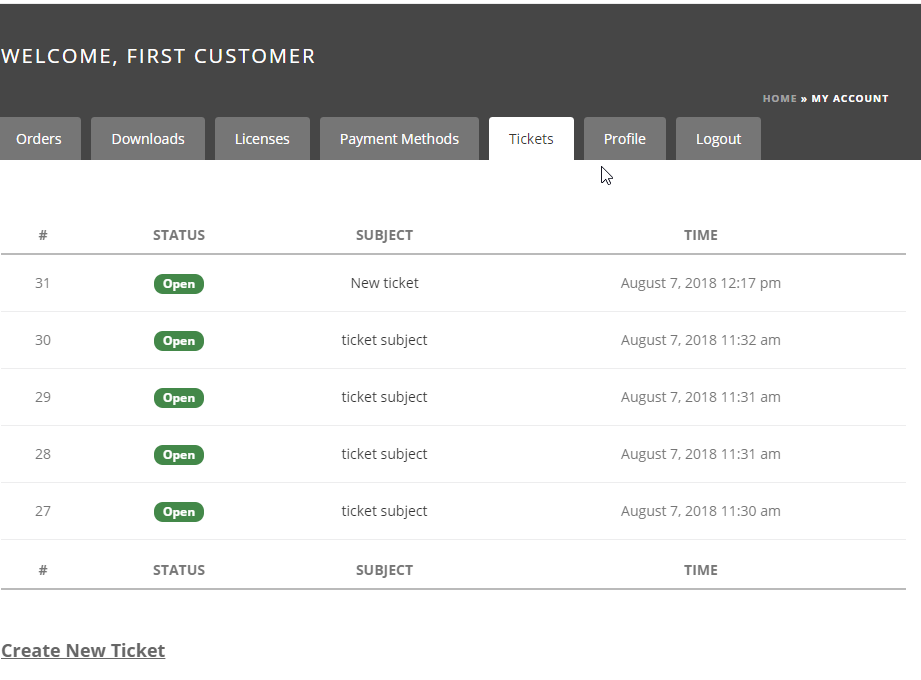 WELCOME, FIRST CUSTOMER
HOME » MY ACCOUNT
Orders Downloads Licenses Payment Methods Tickets Profile Logout
# STATUS SUBJECT TIME
31 Open New ticket August 7, 2018 12:17 pm
30 Open ticket subject August 7, 2018 11:32 am
29 Open ticket subject August 7, 2018 11:31 am
28 Open ticket subject August 7, 2018 11:31 am
27 Open ticket subject August 7, 2018 11:30 am
# STATUS SUBJECT TIME
Create New Ticket